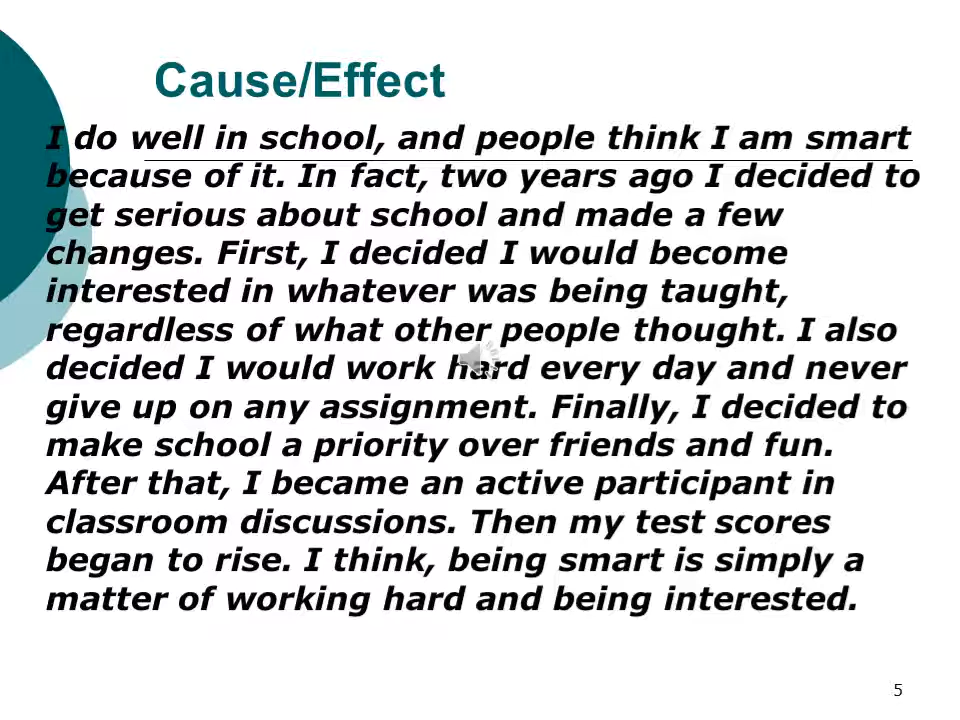 Cause/Effect
I do well in school, and people think I am smart
because of it. In fact, two years ago I decided to
get serious about school and made a few
changes. First, I decided I would become
interested in whatever was being taught,
regardless of what other people thought. I also
decided I would work hard every day and never
give up on any assignment. Finally, I decided to
make school a priority over friends and fun.
After that, I became an active participant in
classroom discussions. Then my test scores
began to rise. I think, being smart is simply a
matter of working hard and being interested.
5